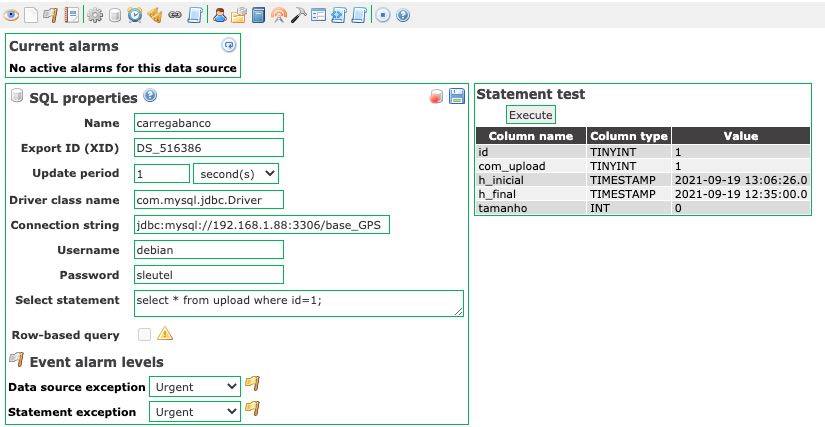 Current alarms
No active alarms for this data source
SQL properties
Name carregabanco
Export ID (XID) DS_516386
Update period 1 second(s)
Driver class name com.mysql.jdbc.Driver
Connection string jdbc:mysql://192.168.1.88:3306/base_GPS
Username debian
Password sleutel
Select statement select * from upload where id=1;
Row-based query
Event alarm levels
Data source exception Urgent
Statement exception Urgent
Statement test
Execute
Column name Column type Value
id TINYINT 1
com_upload TINYINT 1
h_inicial TIMESTAMP 2021-09-19 13:06:26.0
h_final TIMESTAMP 2021-09-19 12:35:00.0
tamanho INT 0